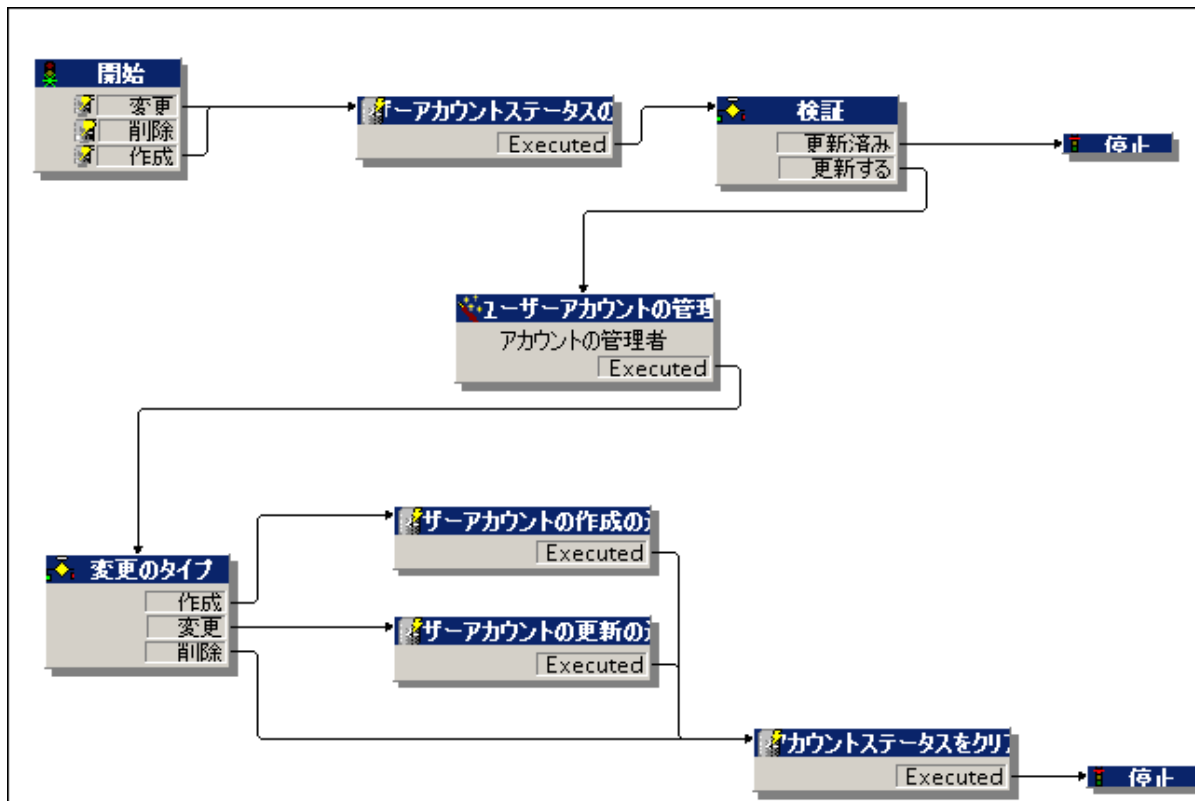 開始
変更
削除
作成
ーアカウントステータスの
Executed
検証
更新済み
更新する
停止
ユーザーアカウントの管理
アカウントの管理者
Executed
変更のタイプ
作成
変更
削除
ザーアカウントの作成の
Executed
ザーアカウントの更新の
Executed
カウントステータスをクリ
Executed
停止